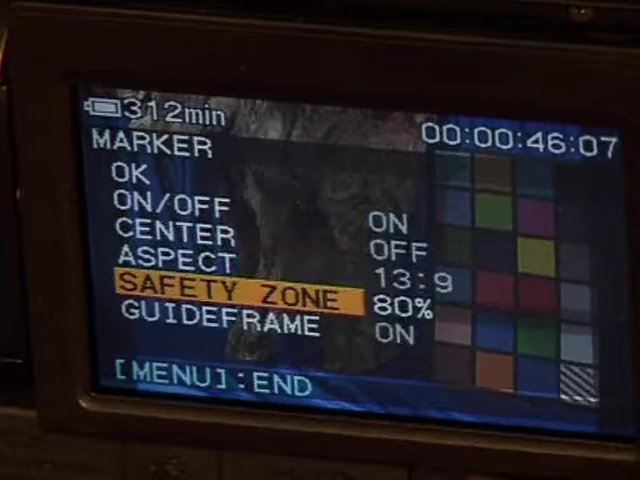 312min
00:00:46:07
MARKER
OK
ON/OFF ON
CENTER OFF
ASPECT 13:9
SAFETY ZONE 80%
GUIDEFRAME ON
[MENU]:END